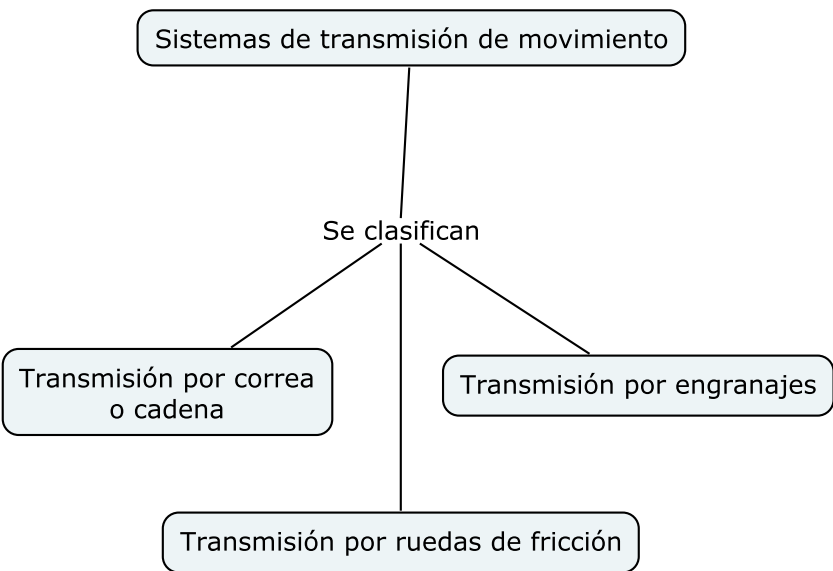 Sistemas de transmisión de movimiento
Se clasifican
Transmisión por correa
o cadena
Transmisión por engranajes
Transmisión por ruedas de fricción